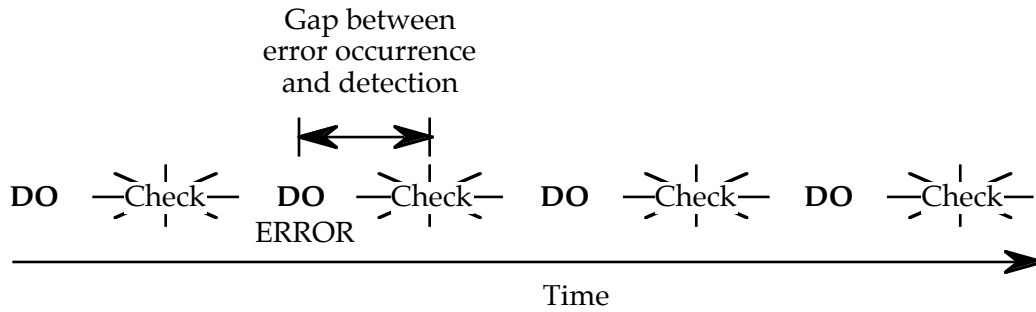 Gap between
error occurrence
and detection
DO Check DO Check DO Check DO Check
ERROR
Time